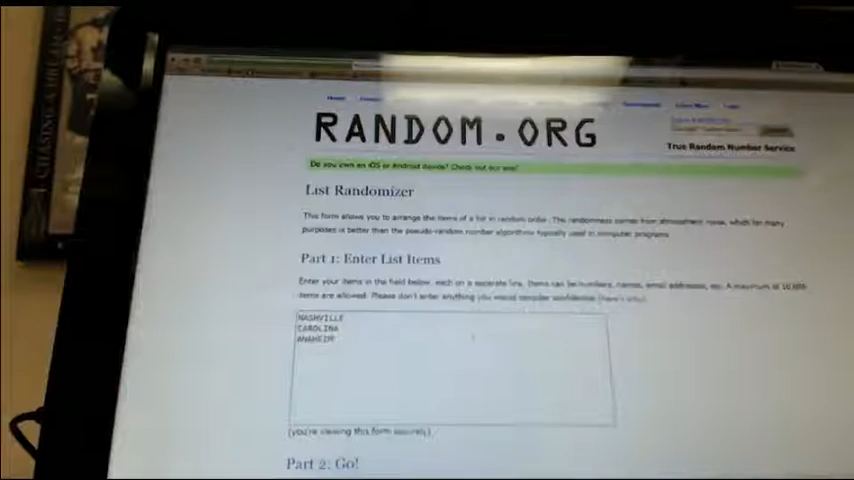 CHASING A DREAM
Home
RANDOM.ORG
True Random Number Service
Do you own an iOS or Android device? Check out our app!
List Randomizer
This form allows you to arrange the items of a list in random order. The randomness comes from atmospheric noise, which for many
purposes is better than the pseudo-random number algorithms typically used in computer programs.
Part 1: Enter List Items
Enter your items in the field below, each on a separate line. Items can be numbers, names, email addresses, etc. A maximum of 10,000
items are allowed. Please don't enter anything you would consider confidential (here's why).
NASHVILLE
CAROLINA
ANAHEIM
(you're viewing this form securely)
Part 2: Go!